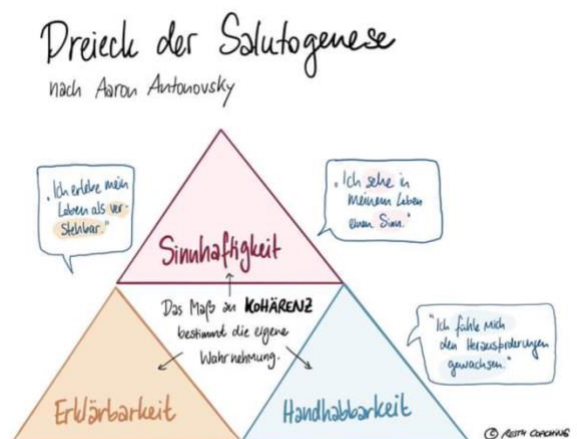 Dreieck der Salutogenese
nach Aaron Antonovsky
"Ich erlebe mein
Leben als ver-
stehbar."
"Ich sehe in
meinem Leben
einen Sinn."
Sinnhaftigkeit
Das Maß an KOHÄRENZ
bestimmt die eigene
Wahrnehmung.
"Ich fühle mich
den Herausforderungen
gewachsen."
Erklärbarkeit
Handhabbarkeit
© COACHING